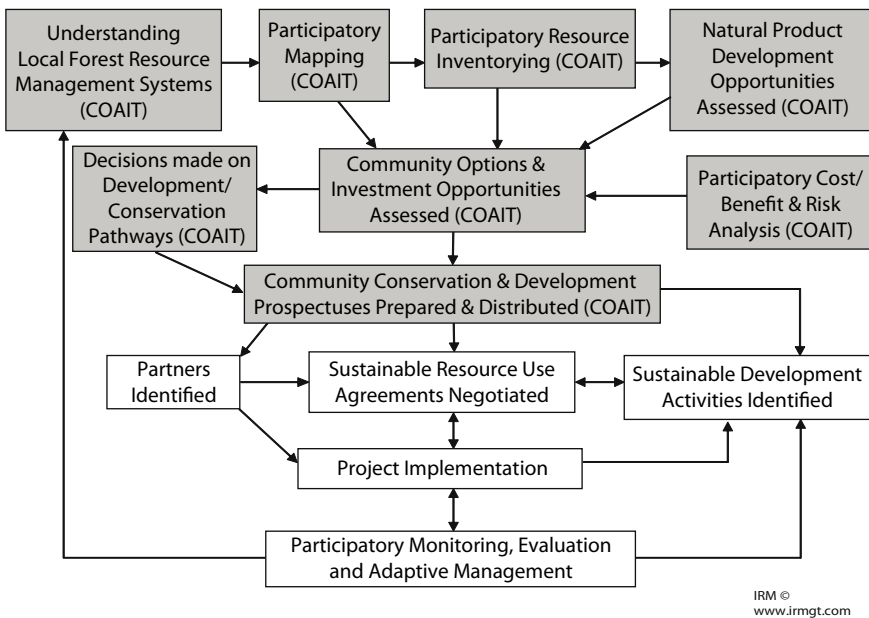 Understanding
Local Forest Resource
Management Systems
(COAIT)
Participatory
Mapping
(COAIT)
Participatory Resource
Inventorying (COAIT)
Natural Product
Development
Opportunities
Assessed (COAIT)
Decisions made on
Development/
Conservation
Pathways (COAIT)
Community Options &
Investment Opportunities
Assessed (COAIT)
Participatory Cost/
Benefit & Risk
Analysis (COAIT)
Community Conservation & Development
Prospectuses Prepared & Distributed (COAIT)
Partners
Identified
Sustainable Resource Use
Agreements Negotiated
Sustainable Development
Activities Identified
Project Implementation
Participatory Monitoring, Evaluation
and Adaptive Management
IRM ©
www.irmgt.com